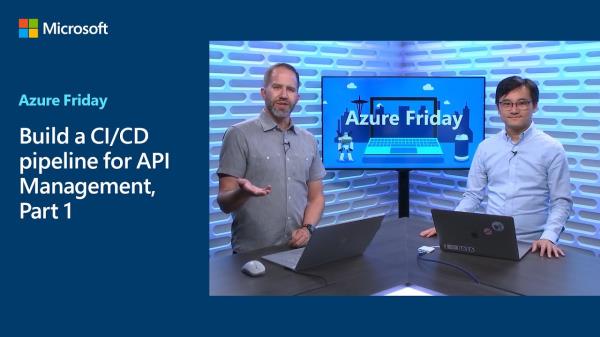 Microsoft
Azure Friday
Build a CI/CD
pipeline for API
Management,
Part 1
Azure Friday